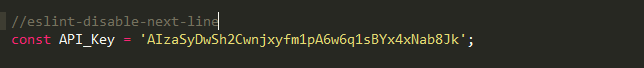 //eslint-disable-next-line
const API_Key = 'AIzaSyDwSh2Cwnjxyfm1pA6w6q1sBYx4xNab8Jk';